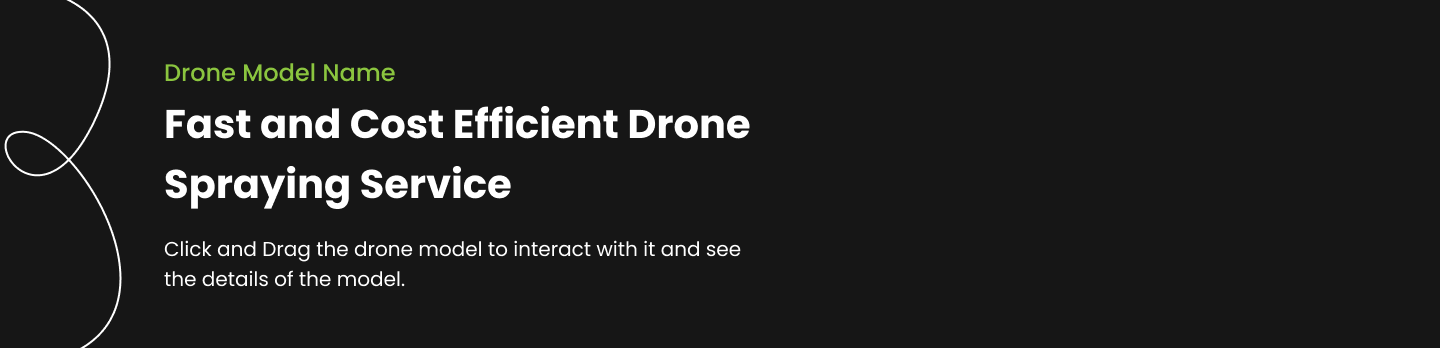 Drone Model Name
Fast and Cost Efficient Drone
Spraying Service
Click and Drag the drone model to interact with it and see
the details of the model.